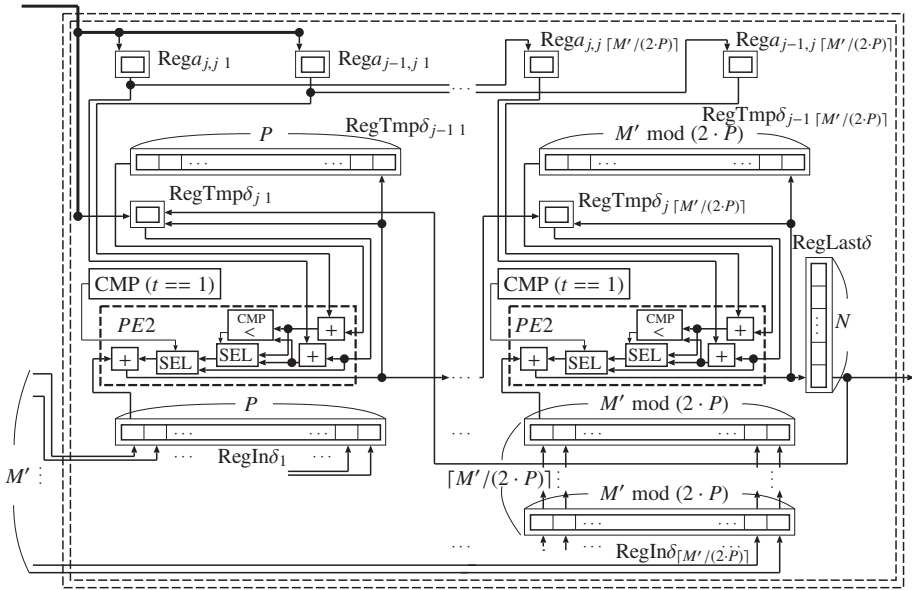 Rega_{j,j 1}
Rega_{j-1,j 1}
Rega_{j,j ⌈M′/(2·P)⌉}
Rega_{j-1,j ⌈M′/(2·P)⌉}
...
RegTmpδ_{j-1 1}
RegTmpδ_{j-1 ⌈M′/(2·P)⌉}
P
M′ mod (2 · P)
... ...
... ...
RegTmpδ_{j 1}
RegTmpδ_{j ⌈M′/(2·P)⌉}
RegLastδ
CMP (t == 1)
CMP (t == 1)
PE2
CMP
<
+
PE2
CMP
<
+
N
+
SEL
SEL
+
+
SEL
SEL
+
...
P
M′ mod (2 · P)
... ...
...
... ...
M′
...
RegInδ_1
...
⌈M′/(2 · P)⌉
...
M′ mod (2 · P)
... ...
...
...
RegInδ_{⌈M′/(2·P)⌉}